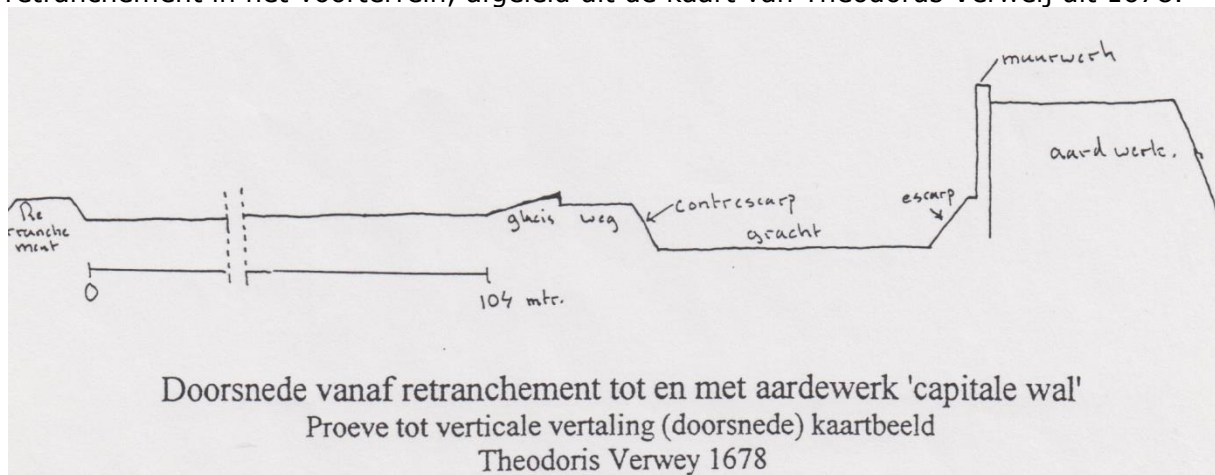 retranchement in het voorterrein, afgeleid uit de kaart van Theodoras Verweij uit 1678.
muurwerk
aardwerk.
Re
tranche
ment
glacis weg
contrescarp
gracht
escarp
0
104 mtr.
Doorsnede vanaf retranchement tot en met aardewerk 'capitale wal'
Proeve tot verticale vertaling (doorsnede) kaartbeeld
Theodoris Verwey 1678